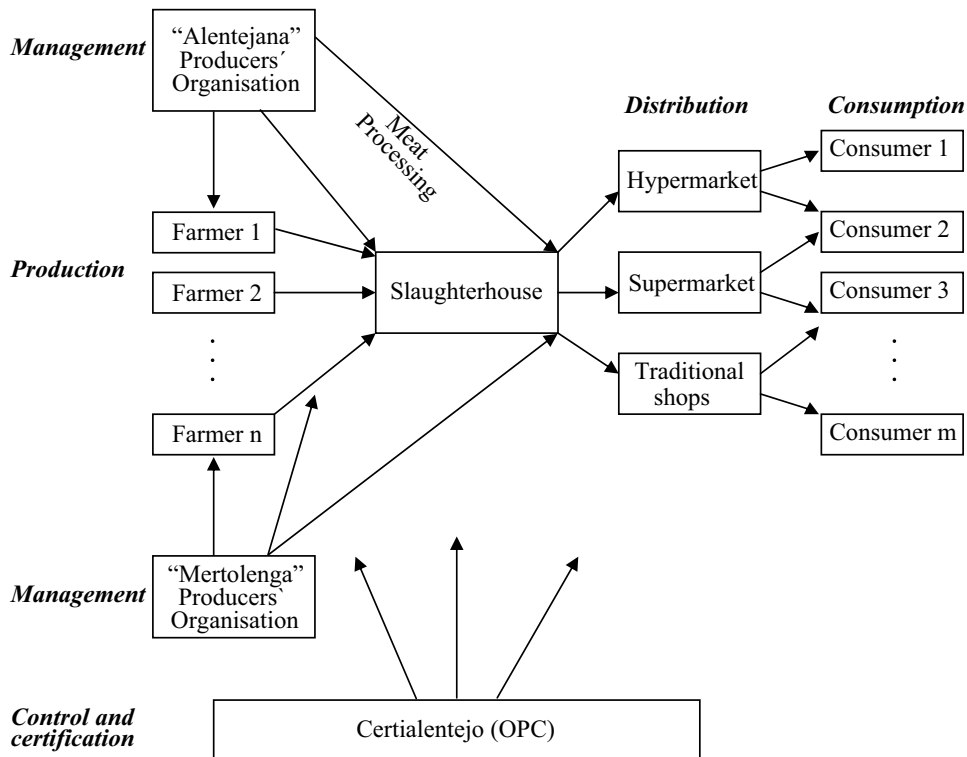 Management
“Alentejana”
Producers´
Organisation
Meat
Processing
Distribution
Consumption
Consumer 1
Hypermarket
Farmer 1
Consumer 2
Production
Farmer 2
Slaughterhouse
Supermarket
Consumer 3
. . .
. . .
Traditional
shops
Farmer n
Consumer m
Management
“Mertolenga”
Producers`
Organisation
Control and
certification
Certialentejo (OPC)